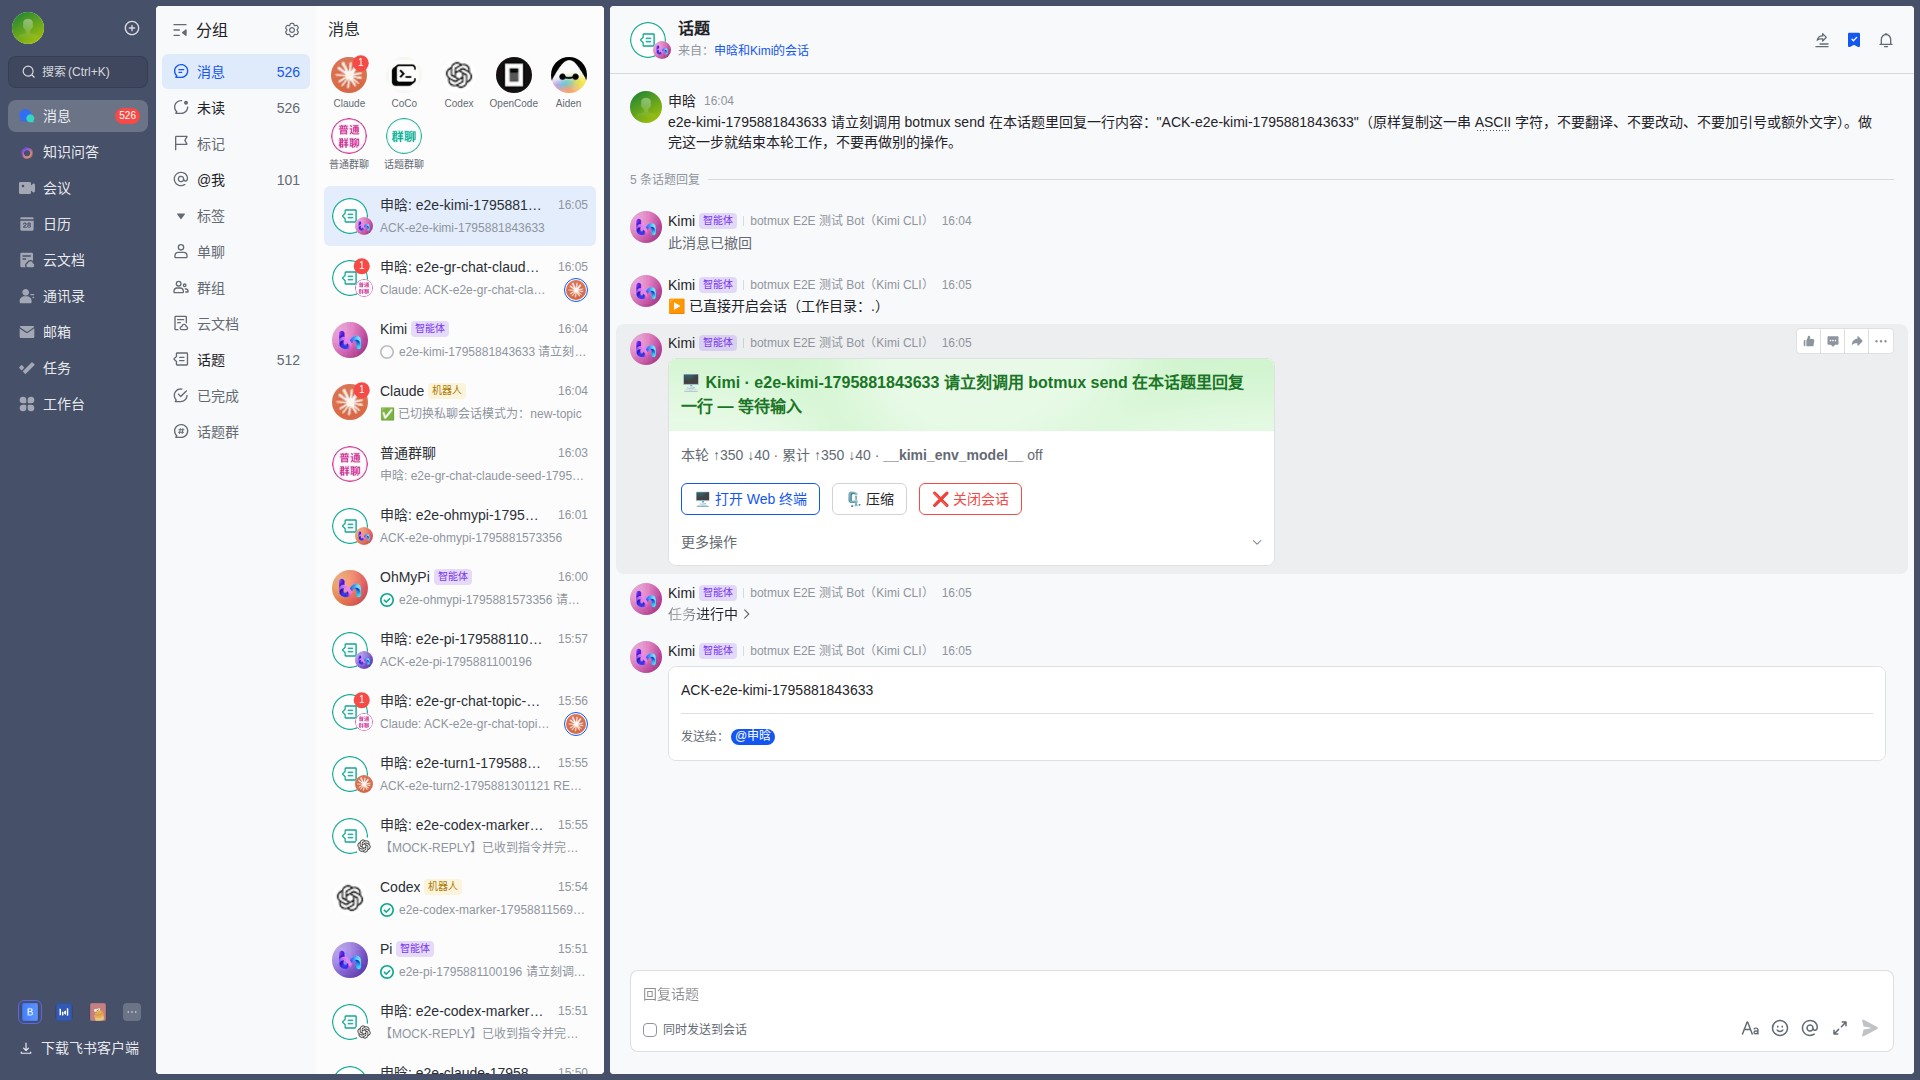 搜索 (Ctrl+K)
消息
526
知识问答
会议
日历
云文档
通讯录
邮箱
任务
工作台
下载飞书客户端
分组
消息 526
未读 526
标记
@我 101
标签
单聊
群组
云文档
话题 512
已完成
话题群
消息
1
Claude
CoCo
Codex
OpenCode
Aiden
普通群聊
普通群聊
群聊
话题群聊
申晗: e2e-kimi-1795881... 16:05
ACK-e2e-kimi-1795881843633
1
申晗: e2e-gr-chat-claud... 16:05
Claude: ACK-e2e-gr-chat-cla...
Kimi 智能体 16:04
e2e-kimi-1795881843633 请立刻...
1
Claude 机器人 16:04
已切换私聊会话模式为：new-topic
普通群聊
普通群聊 16:03
申晗: e2e-gr-chat-claude-seed-1795...
申晗: e2e-ohmypi-1795... 16:01
ACK-e2e-ohmypi-1795881573356
OhMyPi 智能体 16:00
e2e-ohmypi-1795881573356 请...
申晗: e2e-pi-179588110... 15:57
ACK-e2e-pi-1795881100196
1
申晗: e2e-gr-chat-topic-... 15:56
Claude: ACK-e2e-gr-chat-topi...
申晗: e2e-turn1-179588... 15:55
ACK-e2e-turn2-1795881301121 RE...
申晗: e2e-codex-marker... 15:55
【MOCK-REPLY】已收到指令并完...
Codex 机器人 15:54
e2e-codex-marker-17958811569...
Pi 智能体 15:51
e2e-pi-1795881100196 请立刻调...
申晗: e2e-codex-marker... 15:51
【MOCK-REPLY】已收到指令并完...
申晗: e2e-claude-17958... 15:50
话题
来自：申晗和Kimi的会话
申晗 16:04
e2e-kimi-1795881843633 请立刻调用 botmux send 在本话题里回复一行内容："ACK-e2e-kimi-1795881843633"（原样复制这一串 ASCII 字符，不要翻译、不要改动、不要加引号或额外文字）。做
完这一步就结束本轮工作，不要再做别的操作。
5 条话题回复
Kimi 智能体 botmux E2E 测试 Bot（Kimi CLI） 16:04
此消息已撤回
Kimi 智能体 botmux E2E 测试 Bot（Kimi CLI） 16:05
已直接开启会话（工作目录：.）
Kimi 智能体 botmux E2E 测试 Bot（Kimi CLI） 16:05
Kimi · e2e-kimi-1795881843633 请立刻调用 botmux send 在本话题里回复
一行 — 等待输入
本轮 ↑350 ↓40 · 累计 ↑350 ↓40 · __kimi_env_model__ off
打开 Web 终端
压缩
关闭会话
更多操作
Kimi 智能体 botmux E2E 测试 Bot（Kimi CLI） 16:05
任务进行中
Kimi 智能体 botmux E2E 测试 Bot（Kimi CLI） 16:05
ACK-e2e-kimi-1795881843633
发送给：@申晗
回复话题
同时发送到会话
Aa